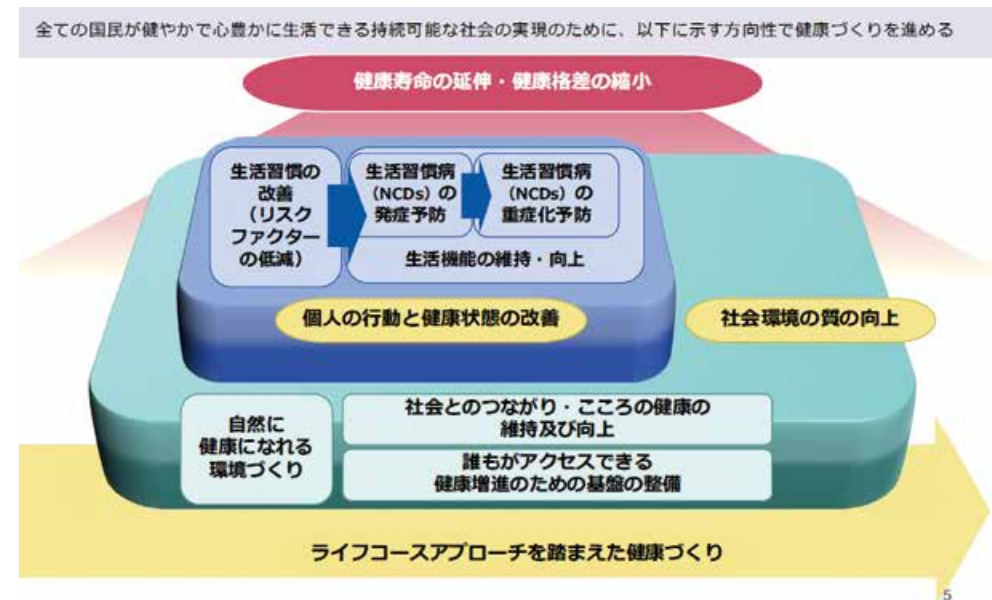 全ての国民が健やかで心豊かに生活できる持続可能な社会の実現のために、以下に示す方向性で健康づくりを進める
健康寿命の延伸・健康格差の縮小
生活習慣の
改善
(リスク
ファクター
の低減)
生活習慣病
(NCDs)の
発症予防
生活習慣病
(NCDs)の
重症化予防
生活機能の維持・向上
個人の行動と健康状態の改善
社会環境の質の向上
自然に
健康になれる
環境づくり
社会とのつながり・こころの健康の
維持及び向上
誰もがアクセスできる
健康増進のための基盤の整備
ライフコースアプローチを踏まえた健康づくり
5